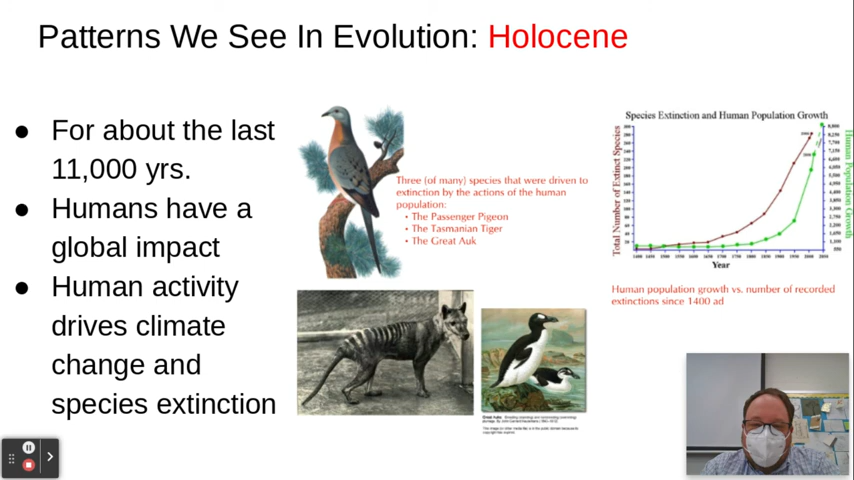 Patterns We See In Evolution: Holocene
● For about the last
11,000 yrs.
● Humans have a
global impact
● Human activity
drives climate
change and
species extinction
Three (of many) species that were driven to
extinction by the actions of the human
population:
• The Passenger Pigeon
• The Tasmanian Tiger
• The Great Auk
Species Extinction and Human Population Growth
Total Number of Extinct Species
Human Population Growth
Year
Human population growth vs. number of recorded
extinctions since 1400 ad